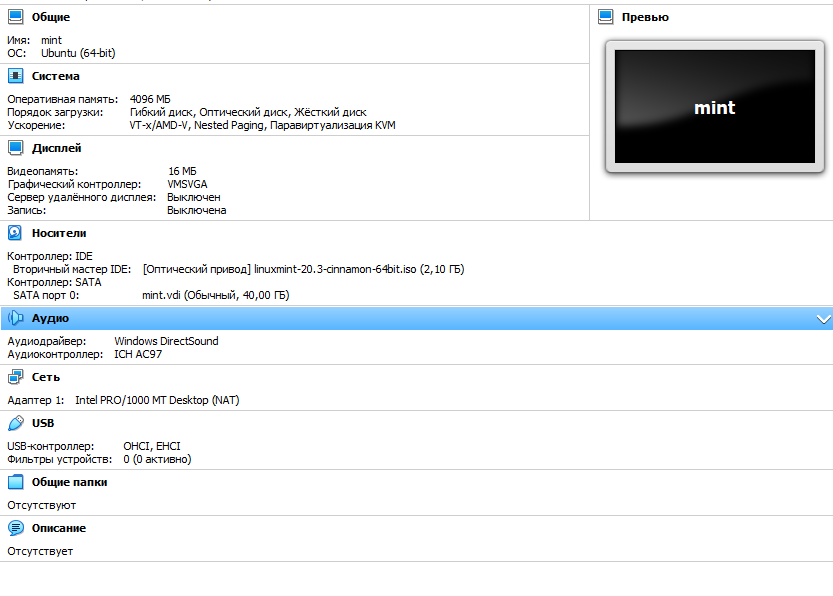 Общие
Имя: mint
ОС: Ubuntu (64-bit)
Система
Оперативная память: 4096 МБ
Порядок загрузки: Гибкий диск, Оптический диск, Жёсткий диск
Ускорение: VT-x/AMD-V, Nested Paging, Паравиртуализация KVM
Дисплей
Видеопамять: 16 МБ
Графический контроллер: VMSVGA
Сервер удалённого дисплея: Выключен
Запись: Выключена
Превью
mint
Носители
Контроллер: IDE
Вторичный мастер IDE: [Оптический привод] linuxmint-20.3-cinnamon-64bit.iso (2,10 ГБ)
Контроллер: SATA
SATA порт 0: mint.vdi (Обычный, 40,00 ГБ)
Аудио
Аудиодрайвер: Windows DirectSound
Аудиоконтроллер: ICH AC97
Сеть
Адаптер 1: Intel PRO/1000 MT Desktop (NAT)
USB
USB-контроллер: OHCI, EHCI
Фильтры устройств: 0 (0 активно)
Общие папки
Отсутствуют
Описание
Отсутствует